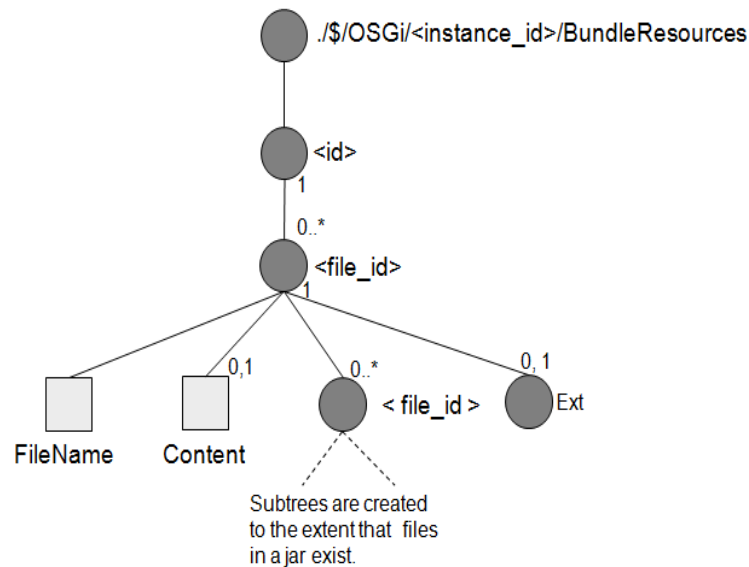 ./$/OSGi/<instance_id>/BundleResources
<id>
1
0..*
<file_id>
1
0,1
0..*
0, 1
< file_id >
Ext
FileName
Content
Subtrees are created
to the extent that files
in a jar exist.